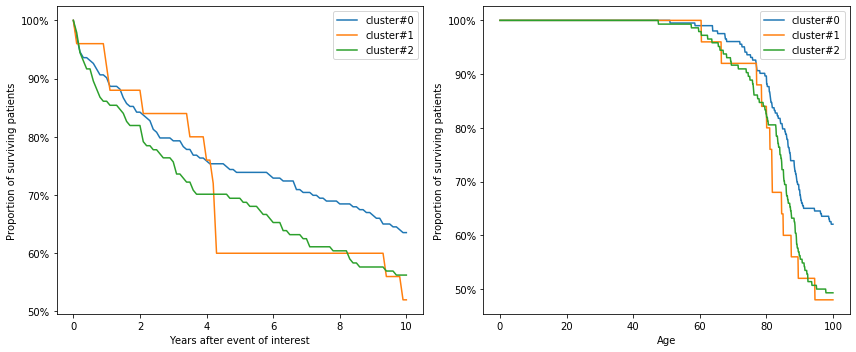 100%
90%
80%
70%
60%
50%
0
2
4
6
8
10
Years after event of interest
Proportion of surviving patients
cluster#0
cluster#1
cluster#2
100%
90%
80%
70%
60%
50%
0
20
40
60
80
100
Age
Proportion of surviving patients
cluster#0
cluster#1
cluster#2